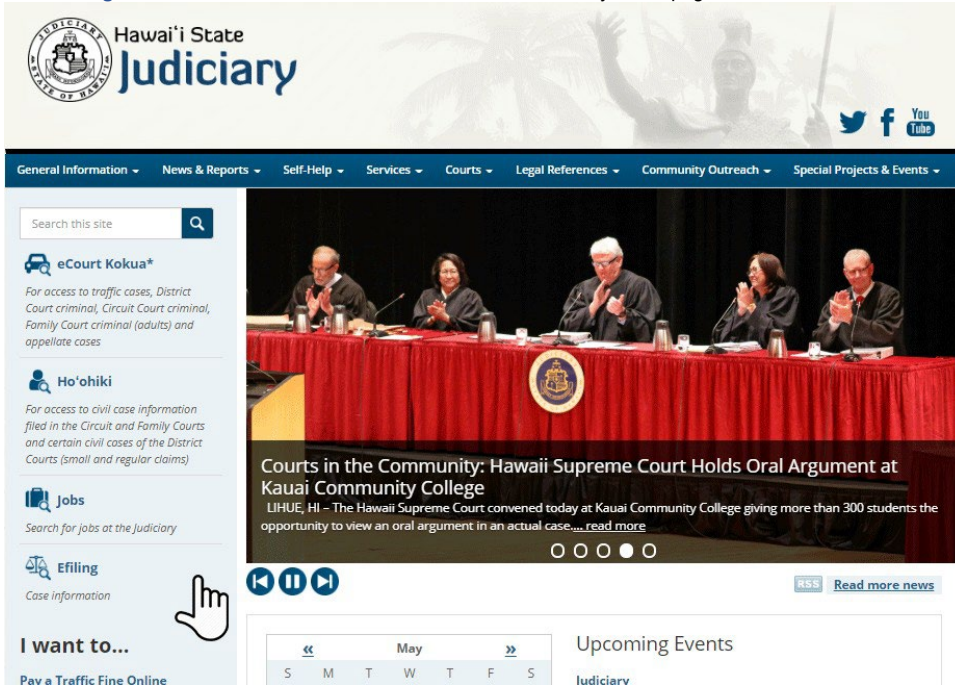 JUDICIARY
STATE OF HAWAII
Hawaiʻi State
Judiciary
You
Tube
General Information News & Reports Self-Help Services Courts Legal References Community Outreach Special Projects & Events
Search this site
eCourt Kokua*
For access to traffic cases, District
Court criminal, Circuit Court criminal,
Family Court criminal (adults) and
appellate cases
Hoʻohiki
For access to civil case information
filed in the Circuit and Family Courts
and certain civil cases of the District
Courts (small and regular claims)
Jobs
Search for jobs at the Judiciary
Efiling
Case information
I want to...
Pay a Traffic Fine Online
Courts in the Community: Hawaii Supreme Court Holds Oral Argument at
Kauai Community College
LIHUE, HI – The Hawaii Supreme Court convened today at Kauai Community College giving more than 300 students the
opportunity to view an oral argument in an actual case.... read more
RSS Read more news
« May »
S M T W T F S
Upcoming Events
Judiciary